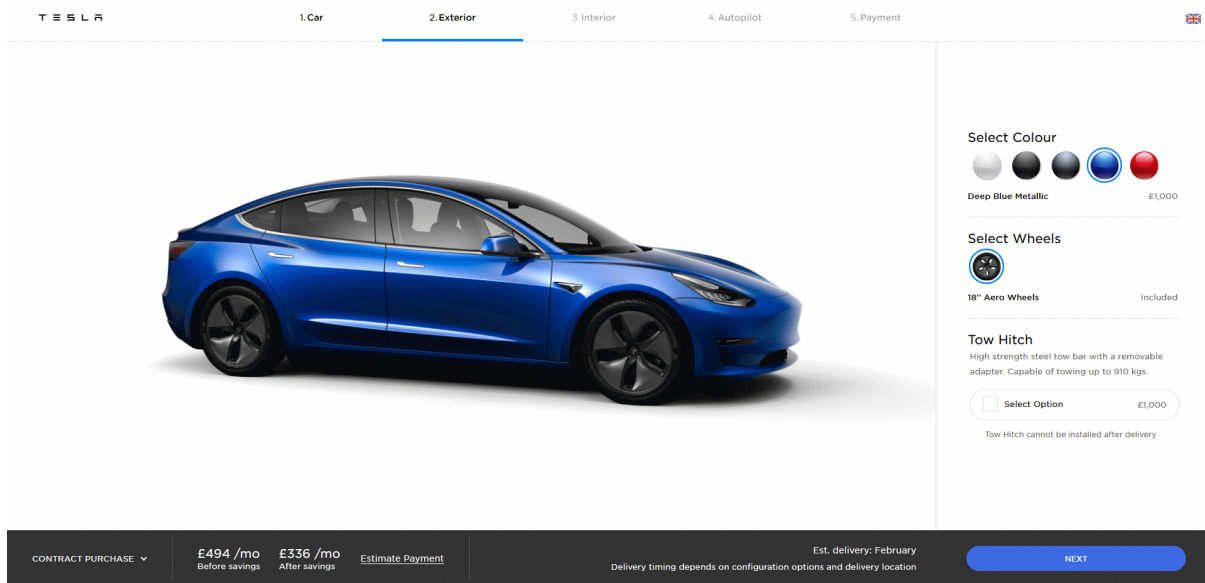 TESLA
1. Car
2. Exterior
3. Interior
4. Autopilot
5. Payment
Select Colour
Deep Blue Metallic £1,000
Select Wheels
18" Aero Wheels Included
Tow Hitch
High strength steel tow bar with a removable
adapter. Capable of towing up to 910 kgs.
Select Option £1,000
Tow Hitch cannot be installed after delivery
CONTRACT PURCHASE
£494 /mo
Before savings
£336 /mo
After savings
Estimate Payment
Est. delivery: February
Delivery timing depends on configuration options and delivery location
NEXT